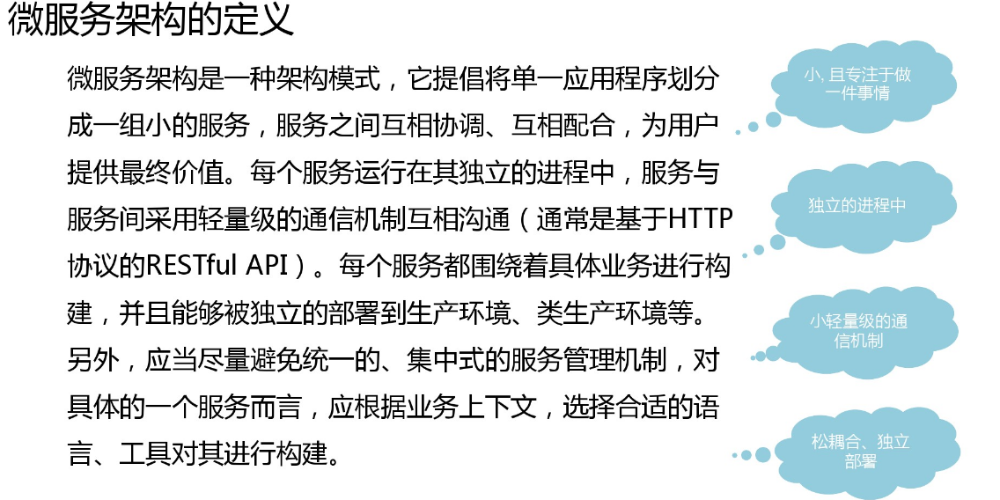 微服务架构的定义
微服务架构是一种架构模式，它提倡将单一应用程序划分
成一组小的服务，服务之间互相协调、互相配合，为用户
提供最终价值。每个服务运行在其独立的进程中，服务与
服务间采用轻量级的通信机制互相沟通（通常是基于HTTP
协议的RESTful API）。每个服务都围绕着具体业务进行构
建，并且能够被独立的部署到生产环境、类生产环境等。
另外，应当尽量避免统一的、集中式的服务管理机制，对
具体的一个服务而言，应根据业务上下文，选择合适的语
言、工具对其进行构建。
小, 且专注于做
一件事情
独立的进程中
小轻量级的通
信机制
松耦合、独立
部署